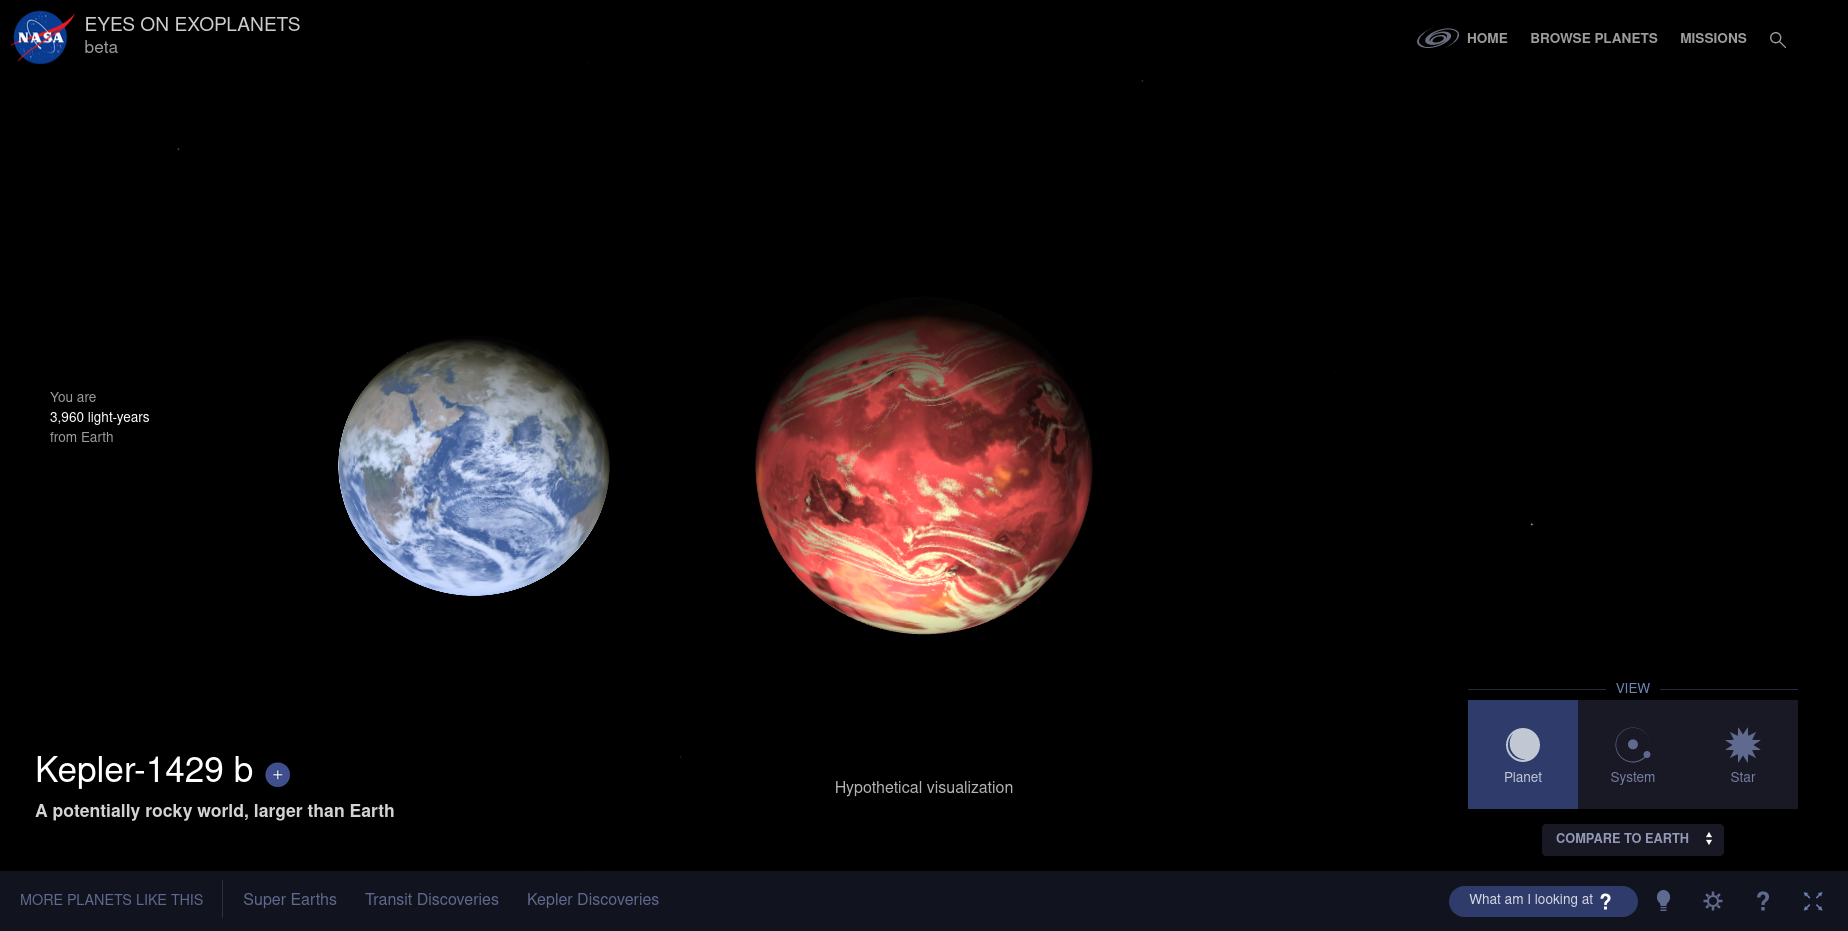 NASA
EYES ON EXOPLANETS
beta
HOME
BROWSE PLANETS
MISSIONS
You are
3,960 light-years
from Earth
Kepler-1429 b +
A potentially rocky world, larger than Earth
Hypothetical visualization
VIEW
Planet
System
Star
COMPARE TO EARTH
MORE PLANETS LIKE THIS
Super Earths
Transit Discoveries
Kepler Discoveries
What am I looking at ?
?